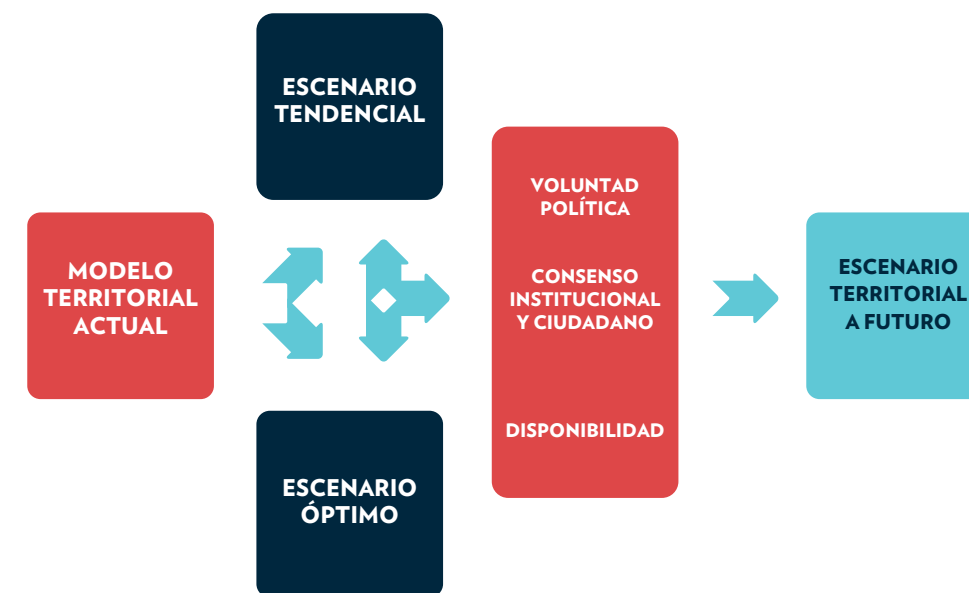 MODELO
TERRITORIAL
ACTUAL
ESCENARIO
TENDENCIAL
ESCENARIO
ÓPTIMO
VOLUNTAD
POLÍTICA
CONSENSO
INSTITUCIONAL
Y CIUDADANO
DISPONIBILIDAD
ESCENARIO
TERRITORIAL
A FUTURO